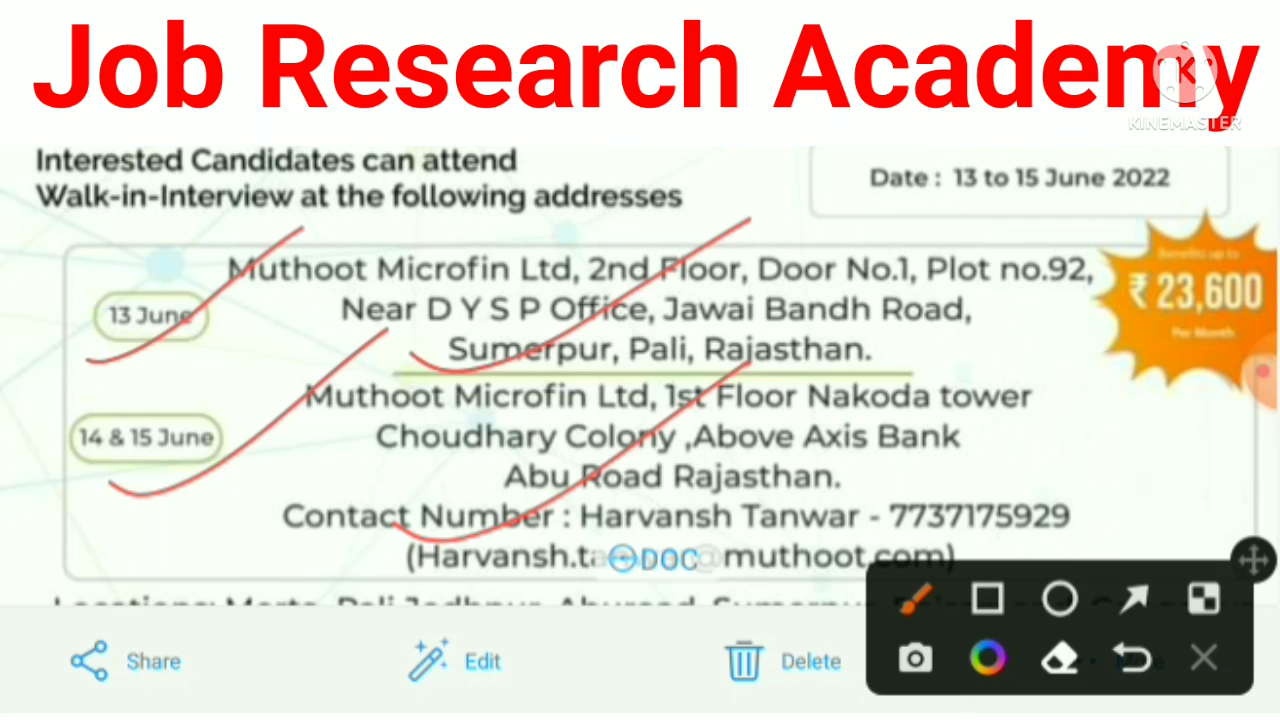 Job Research Academy
KINEMASTER
Interested Candidates can attend
Walk-in-Interview at the following addresses
Date : 13 to 15 June 2022
Benefits up to
₹ 23,600
Per Month
13 June
Muthoot Microfin Ltd, 2nd Floor, Door No.1, Plot no.92,
Near D Y S P Office, Jawai Bandh Road,
Sumerpur, Pali, Rajasthan.
14 & 15 June
Muthoot Microfin Ltd, 1st Floor Nakoda tower
Choudhary Colony ,Above Axis Bank
Abu Road Rajasthan.
Contact Number : Harvansh Tanwar - 7737175929
@muthoot.com)
DOC
Share
Edit
Delete